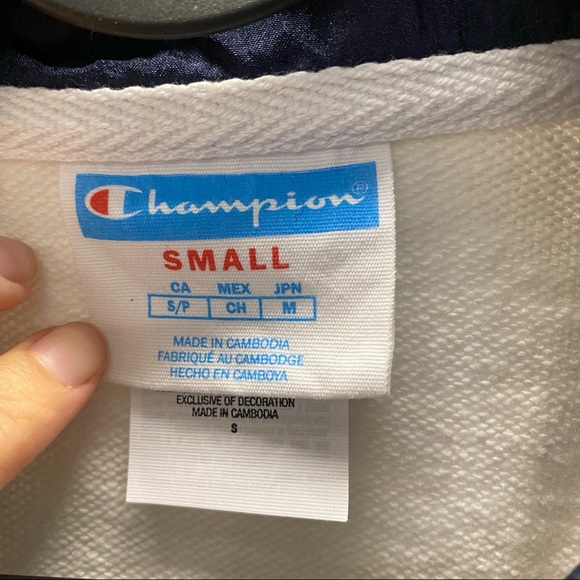 Champion®
SMALL
CA MEX JPN
S/P CH M
MADE IN CAMBODIA
FABRIQUÉ AU CAMBODGE
HECHO EN CAMBOYA
EXCLUSIVE OF DECORATION
MADE IN CAMBODIA
S